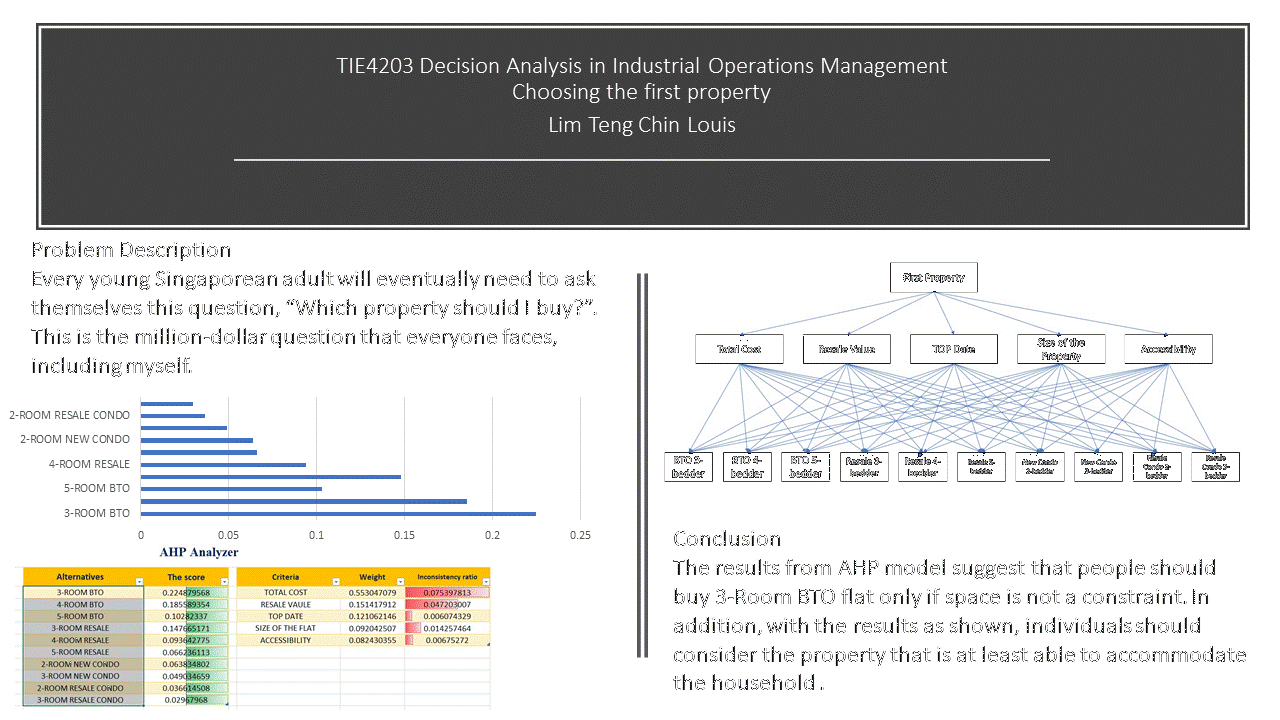 TIE4203 Decision Analysis in Industrial Operations Management
Choosing the first property
Lim Teng Chin Louis
Problem Description
Every young Singaporean adult will eventually need to ask
themselves this question, “Which property should I buy?”.
This is the million-dollar question that everyone faces,
including myself.
2-ROOM RESALE CONDO
2-ROOM NEW CONDO
4-ROOM RESALE
5-ROOM BTO
3-ROOM BTO
0 0.05 0.1 0.15 0.2 0.25
AHP Analyzer
Alternatives The score
3-ROOM BTO 0.224879568
4-ROOM BTO 0.185589354
5-ROOM BTO 0.10282337
3-ROOM RESALE 0.147665171
4-ROOM RESALE 0.093642775
5-ROOM RESALE 0.066236113
2-ROOM NEW CONDO 0.063834802
3-ROOM NEW CONDO 0.049034659
2-ROOM RESALE CONDO 0.036614508
3-ROOM RESALE CONDO 0.02967968
Criteria Weight Inconsistency ratio
TOTAL COST 0.553047079 0.075397813
RESALE VAULE 0.151417912 0.047203007
TOP DATE 0.121062146 0.006074329
SIZE OF THE FLAT 0.092042507 0.014257464
ACCESSIBILITY 0.082430355 0.00675272
First Property
Total Cost
Resale Value
TOP Date
Size of the
Property
Accessibility
BTO 3-
bedder
BTO 4-
bedder
BTO 5-
bedder
Resale 3-
bedder
Resale 4-
bedder
Resale 5-
bedder
New Condo
2-bedder
New Condo
3-bedder
Resale
Condo 2-
bedder
Resale
Condo 3-
bedder
Conclusion
The results from AHP model suggest that people should
buy 3-Room BTO flat only if space is not a constraint. In
addition, with the results as shown, individuals should
consider the property that is at least able to accommodate
the household .